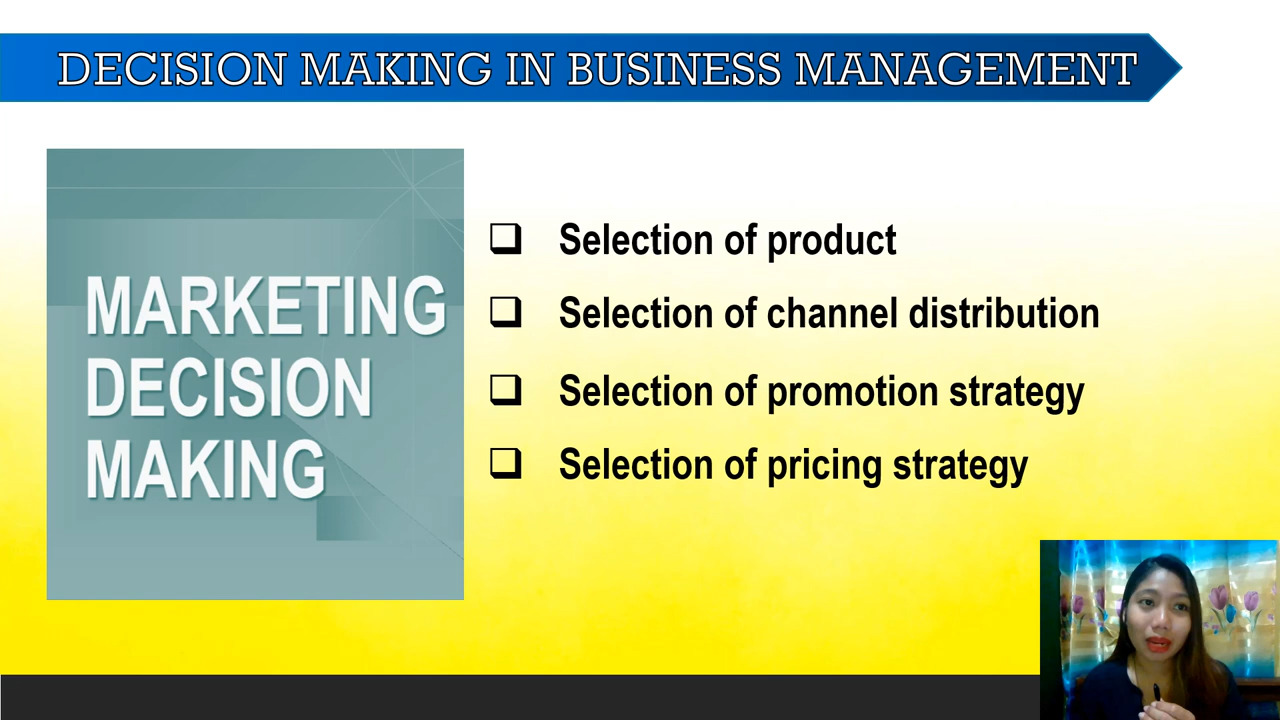 DECISION MAKING IN BUSINESS MANAGEMENT
MARKETING
DECISION
MAKING
Selection of product
Selection of channel distribution
Selection of promotion strategy
Selection of pricing strategy